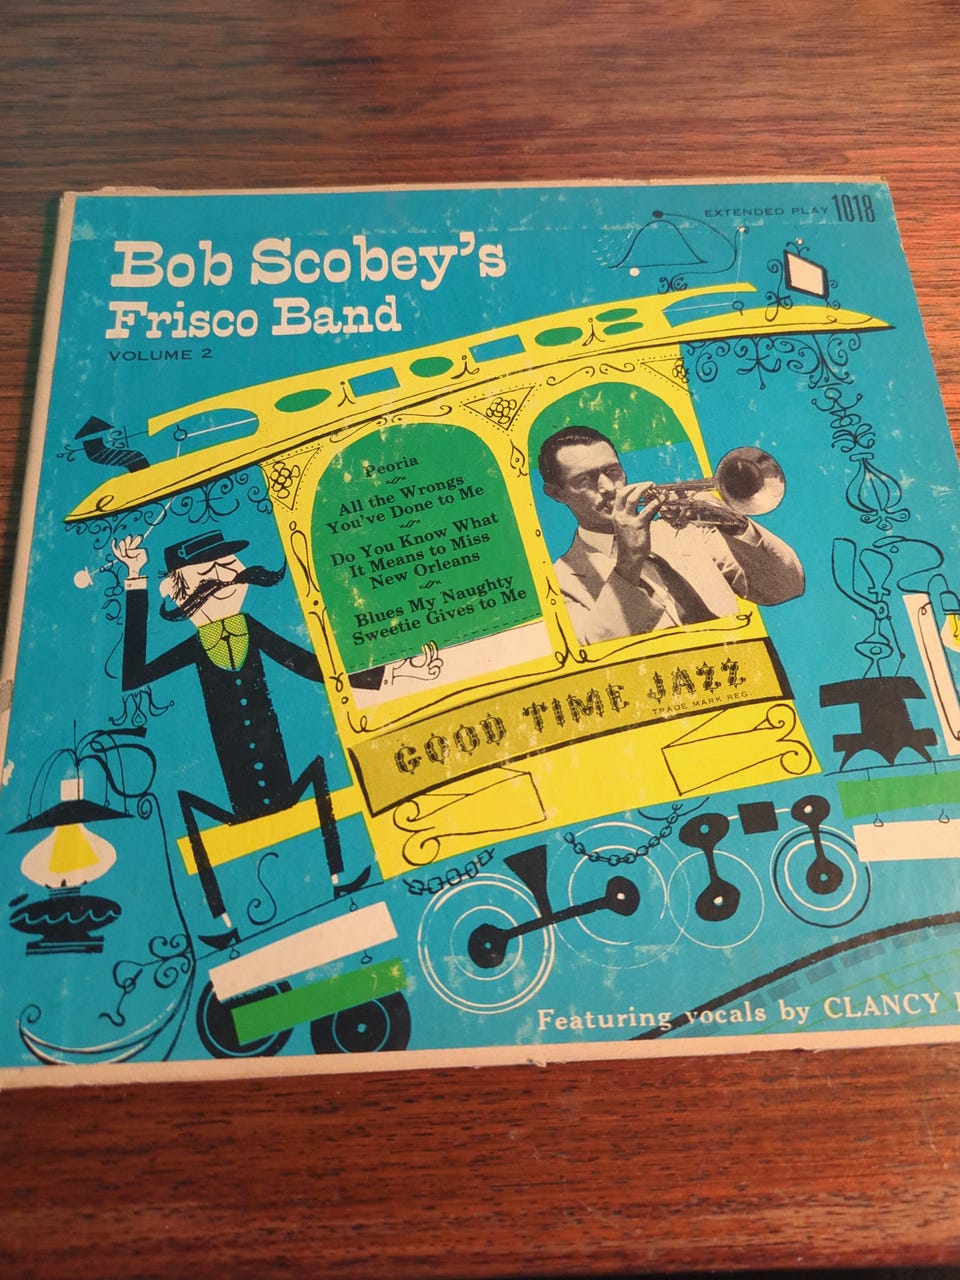 EXTENDED PLAY 1018
Bob Scobey's
Frisco Band
VOLUME 2
Peoria
All the Wrongs
You've Done to Me
Do You Know What
It Means to Miss
New Orleans
Blues My Naughty
Sweetie Gives to Me
GOOD TIME JAZZ
TRADE MARK REG.
Featuring vocals by CLANCY